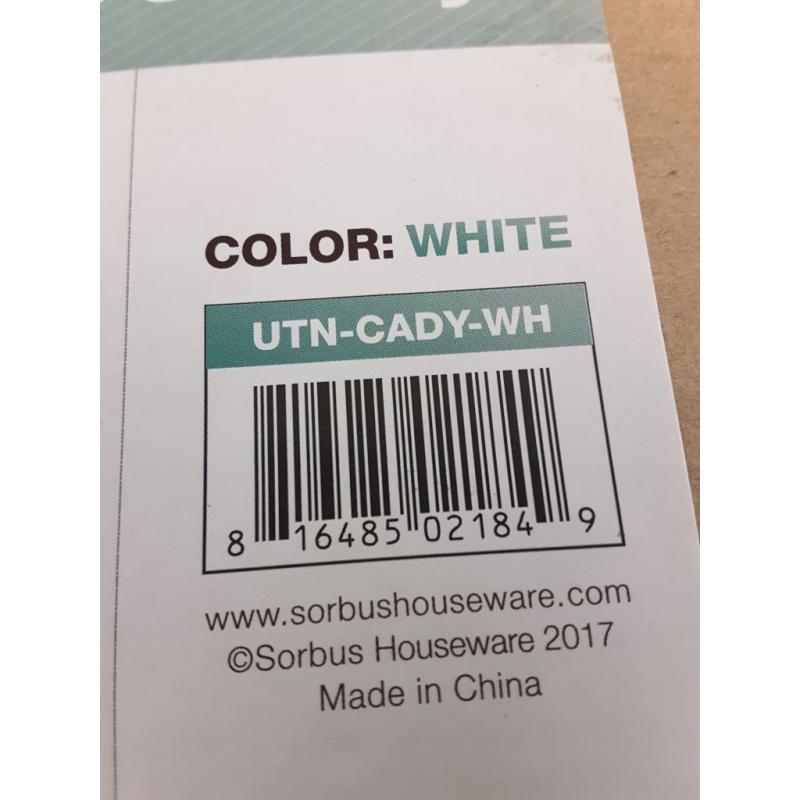 COLOR: WHITE
UTN-CADY-WH
8 16485 02184 9
www.sorbushouseware.com
©Sorbus Houseware 2017
Made in China